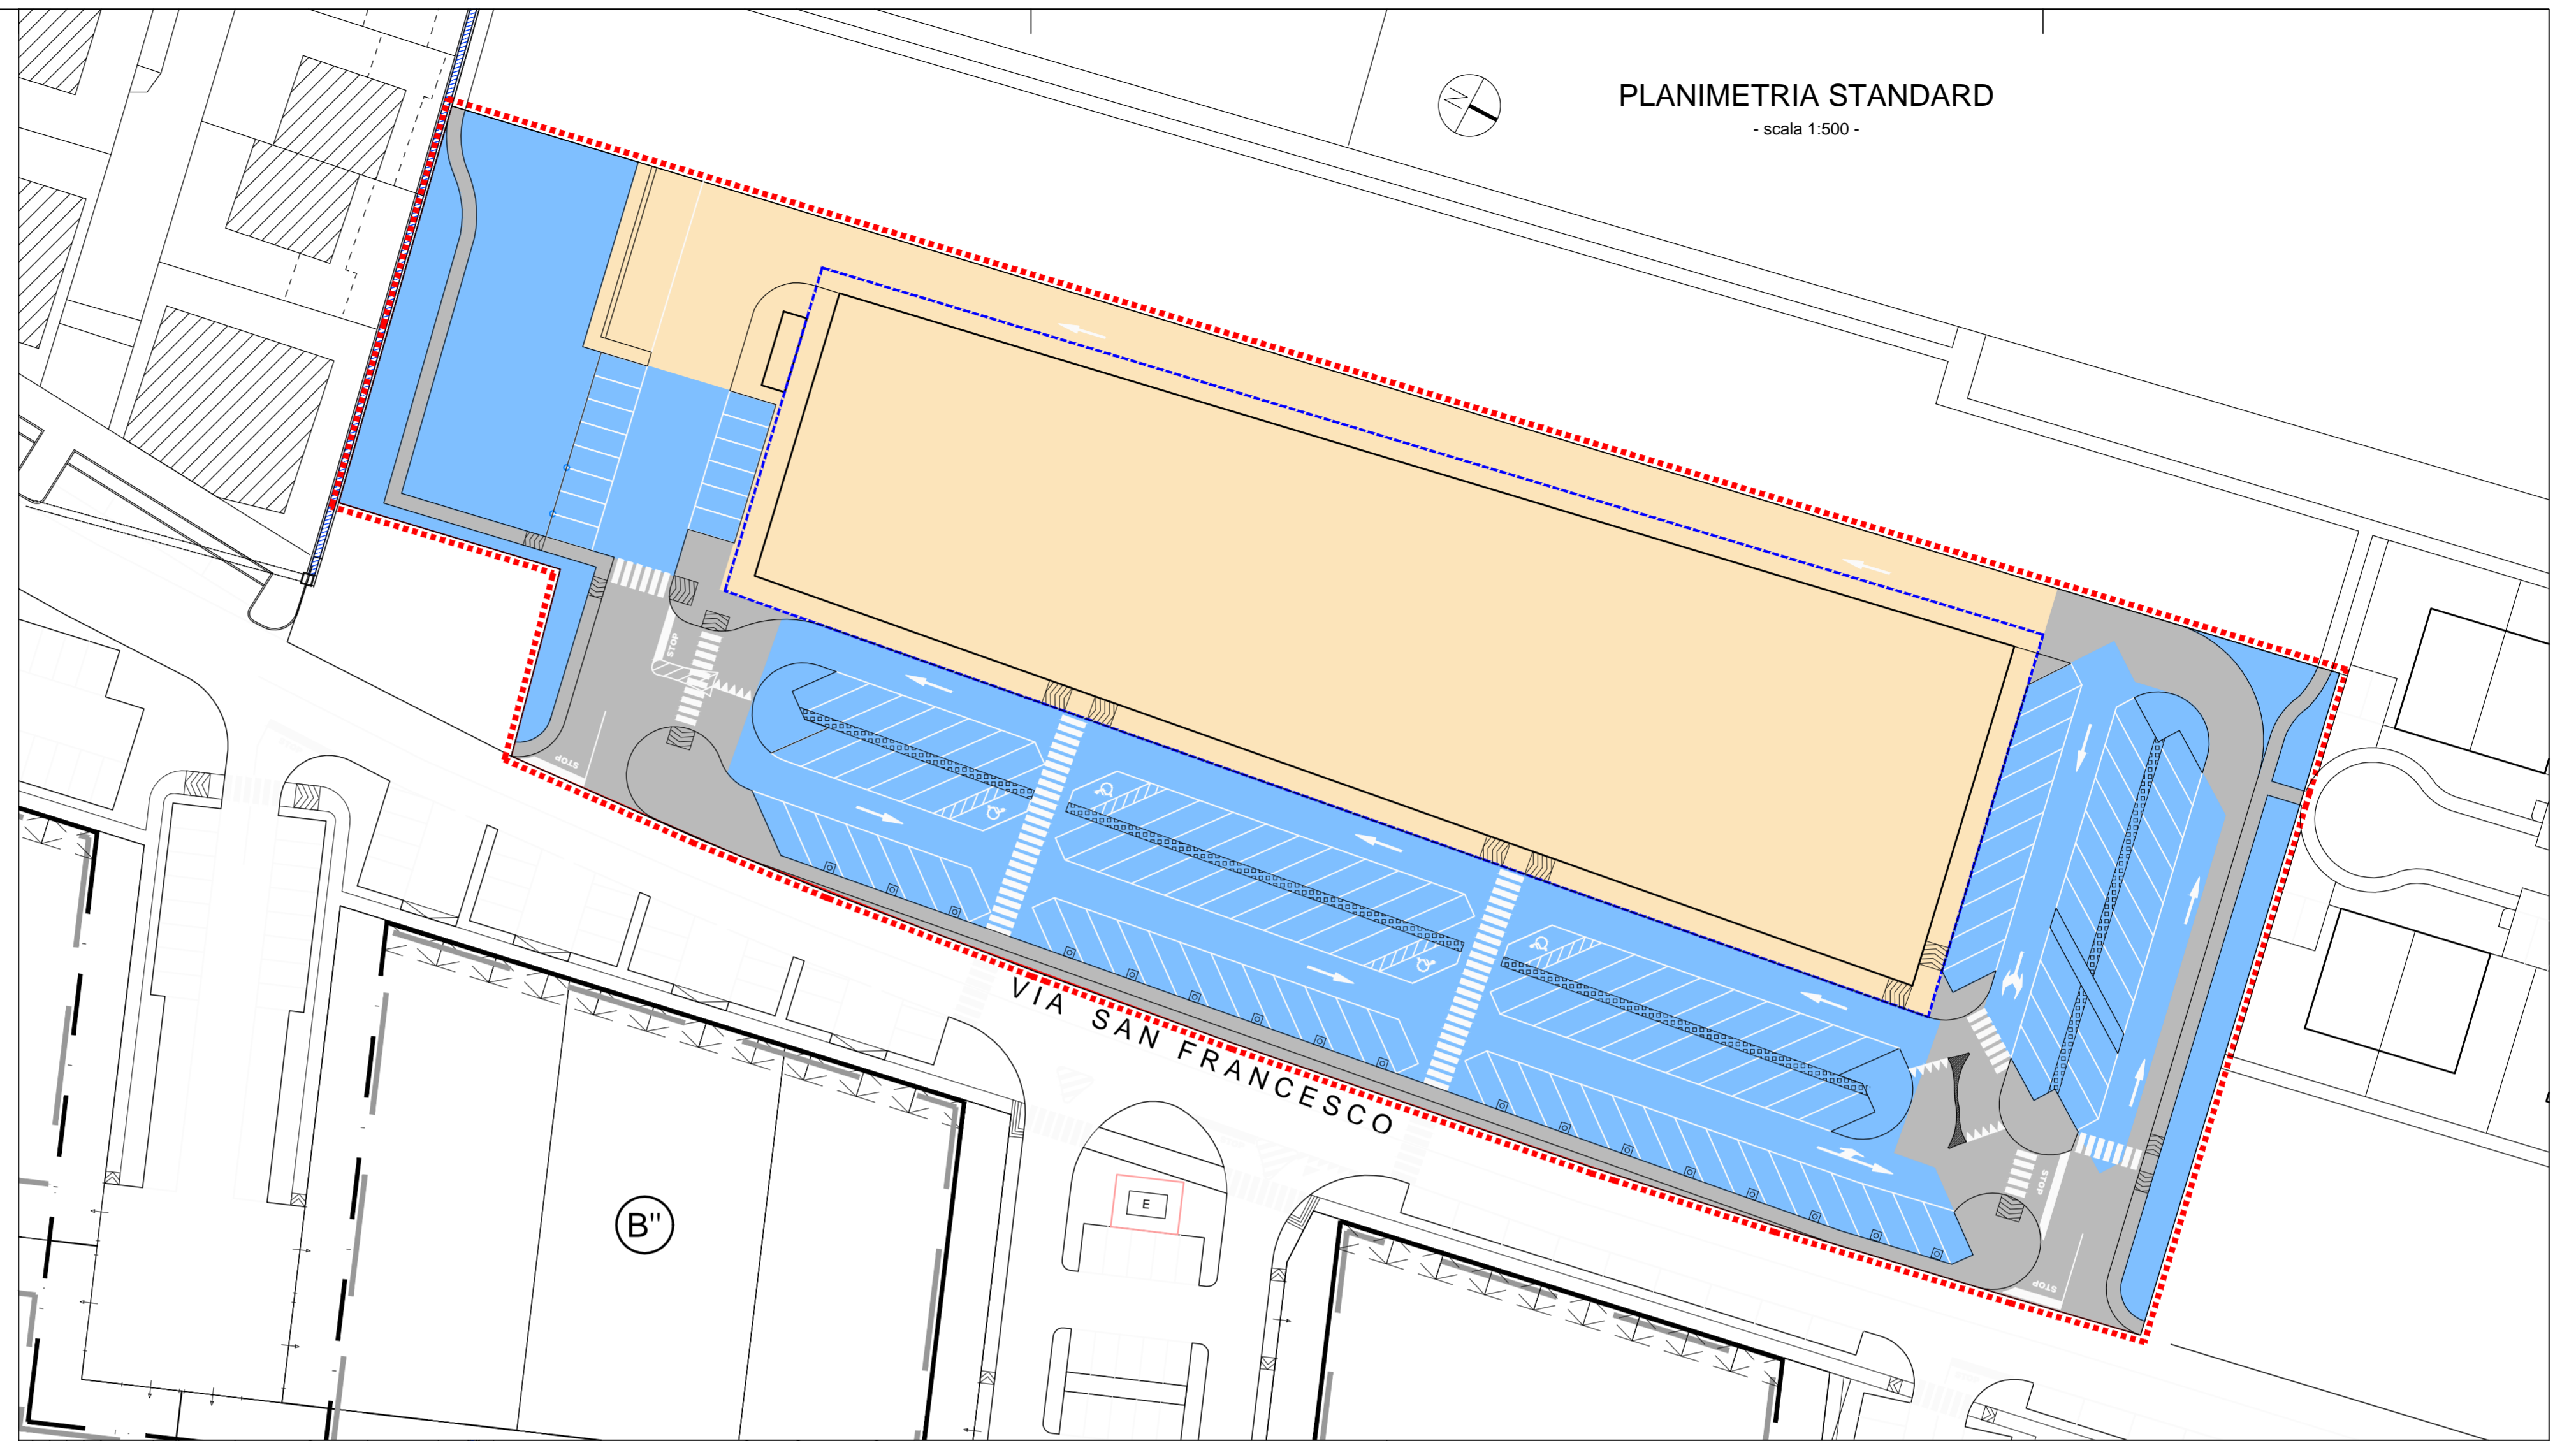 N
PLANIMETRIA STANDARD
- scala 1:500 -
STOP
STOP
VIA SAN FRANCESCO
STOP
STOP
E
B"